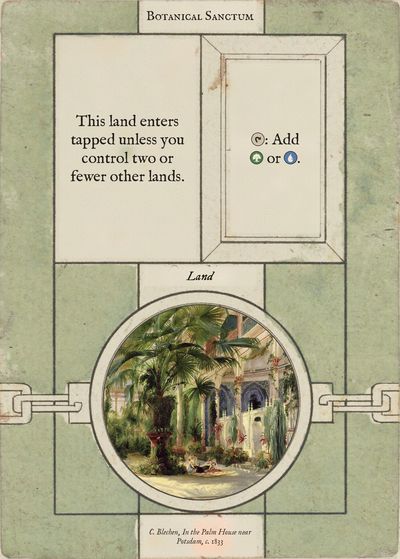 Botanical Sanctum
This land enters
tapped unless you
control two or
fewer other lands.
: Add
or .
Land
C. Blechen, In the Palm House near
Potsdam, c. 1833